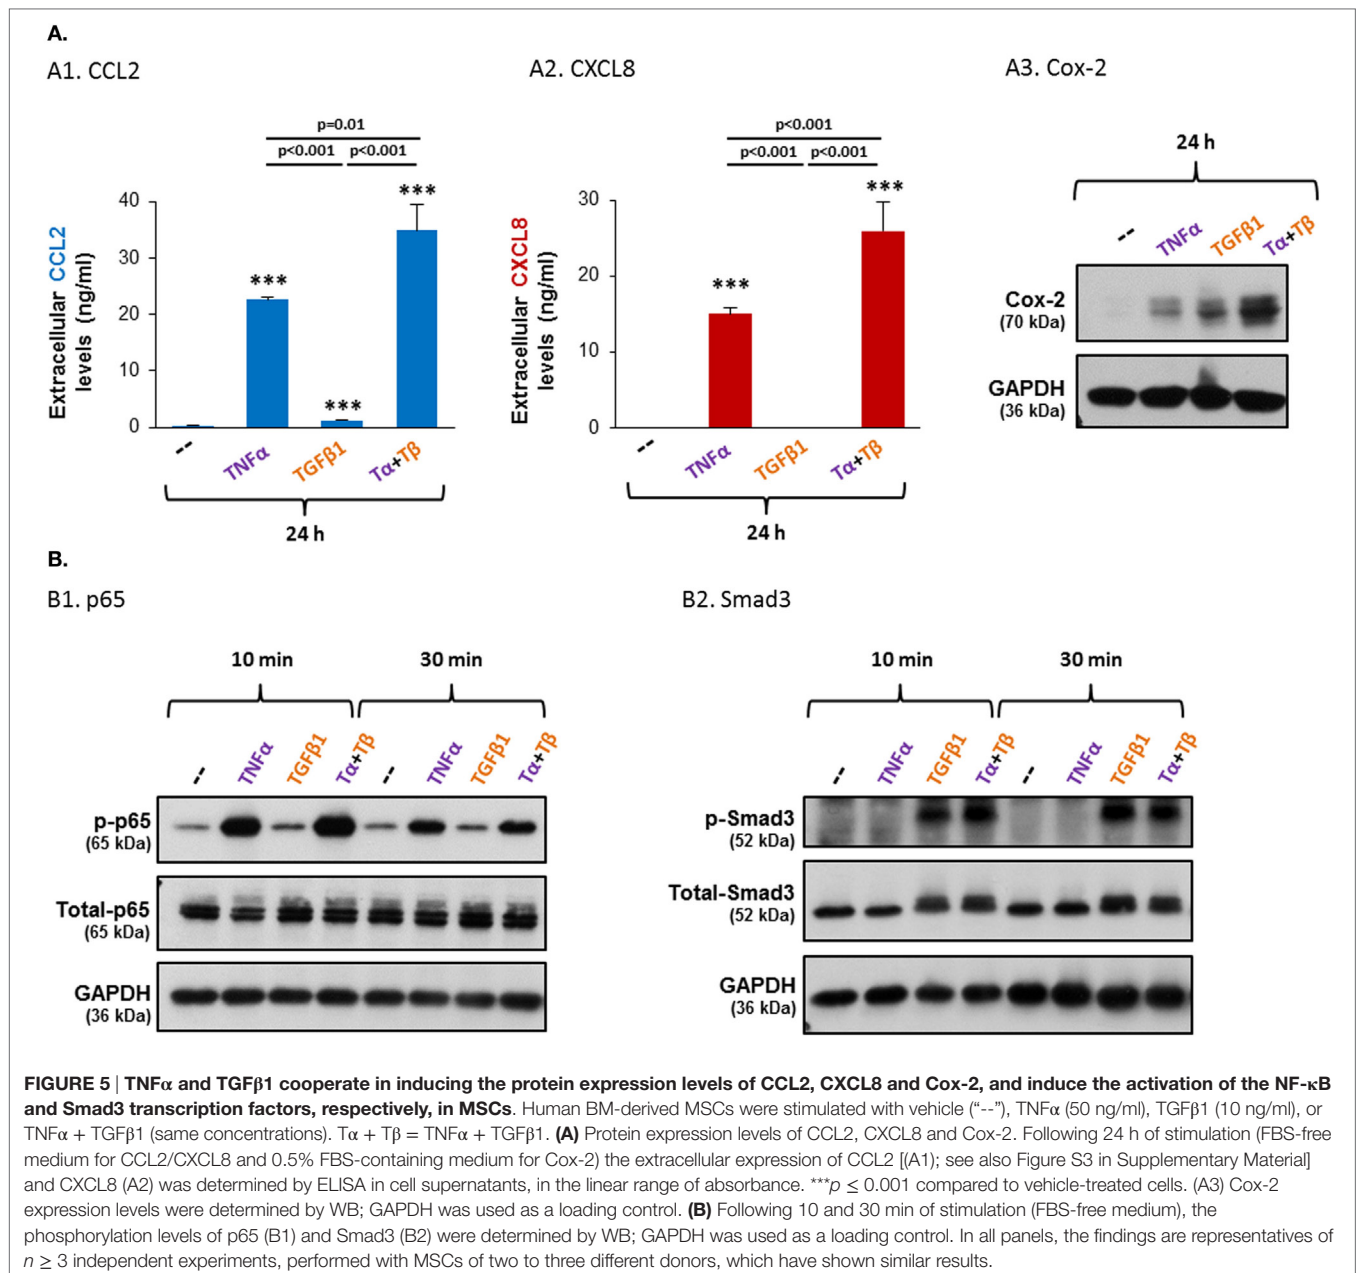 A.
A1. CCL2
A2. CXCL8
A3. Cox-2
p=0.01
p<0.001 p<0.001
***
***
***
40
30
20
10
0
Extracellular CCL2
levels (ng/ml)
--
TNFα
TGFβ1
Tα+Tβ
24 h
p<0.001
p<0.001 p<0.001
***
***
30
20
10
0
Extracellular CXCL8
levels (ng/ml)
--
TNFα
TGFβ1
Tα+Tβ
24 h
24 h
--
TNFα
TGFβ1
Tα+Tβ
Cox-2
(70 kDa)
GAPDH
(36 kDa)
B.
B1. p65
B2. Smad3
10 min
30 min
--
TNFα
TGFβ1
Tα+Tβ
--
TNFα
TGFβ1
Tα+Tβ
p-p65
(65 kDa)
Total-p65
(65 kDa)
GAPDH
(36 kDa)
10 min
30 min
--
TNFα
TGFβ1
Tα+Tβ
--
TNFα
TGFβ1
Tα+Tβ
p-Smad3
(52 kDa)
Total-Smad3
(52 kDa)
GAPDH
(36 kDa)
FIGURE 5 | TNFα and TGFβ1 cooperate in inducing the protein expression levels of CCL2, CXCL8 and Cox-2, and induce the activation of the NF-κB
and Smad3 transcription factors, respectively, in MSCs. Human BM-derived MSCs were stimulated with vehicle (“--”), TNFα (50 ng/ml), TGFβ1 (10 ng/ml), or
TNFα + TGFβ1 (same concentrations). Tα + Tβ = TNFα + TGFβ1. (A) Protein expression levels of CCL2, CXCL8 and Cox-2. Following 24 h of stimulation (FBS-free
medium for CCL2/CXCL8 and 0.5% FBS-containing medium for Cox-2) the extracellular expression of CCL2 [(A1); see also Figure S3 in Supplementary Material]
and CXCL8 (A2) was determined by ELISA in cell supernatants, in the linear range of absorbance. ***p ≤ 0.001 compared to vehicle-treated cells. (A3) Cox-2
expression levels were determined by WB; GAPDH was used as a loading control. (B) Following 10 and 30 min of stimulation (FBS-free medium), the
phosphorylation levels of p65 (B1) and Smad3 (B2) were determined by WB; GAPDH was used as a loading control. In all panels, the findings are representatives of
n ≥ 3 independent experiments, performed with MSCs of two to three different donors, which have shown similar results.